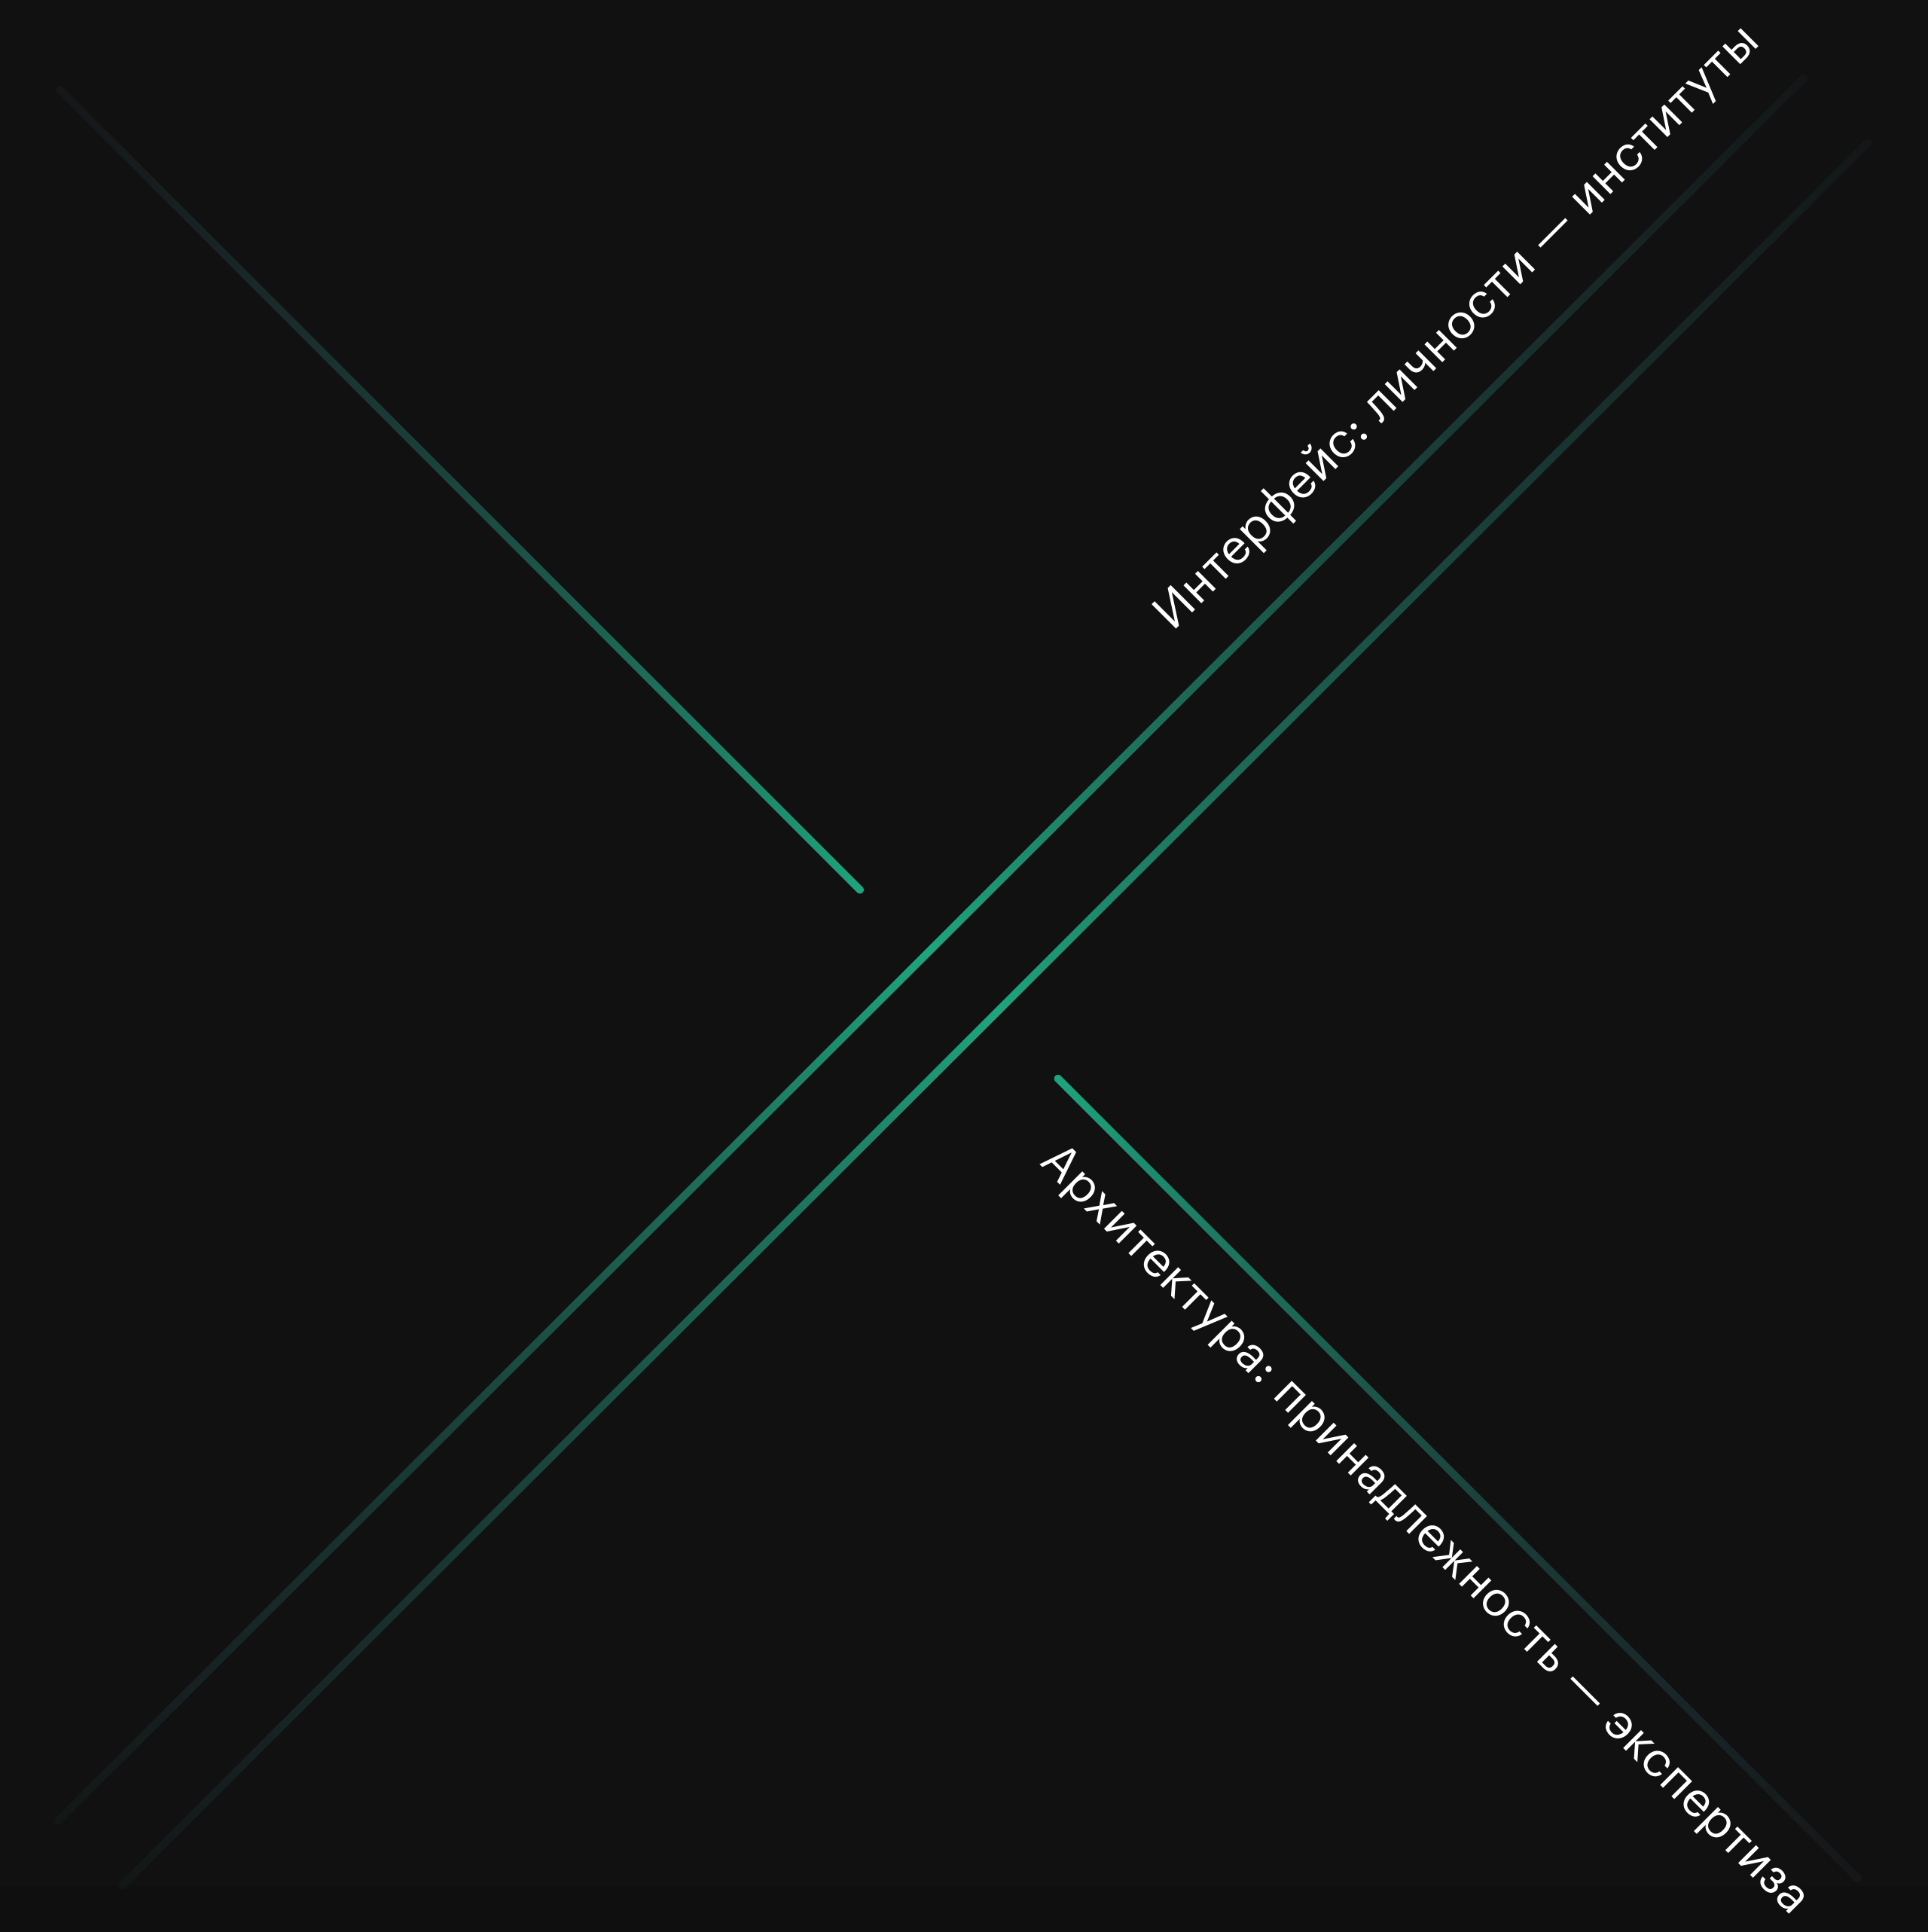 Интерфейс: личности — институты
Архитектура: принадлежность — экспертиза